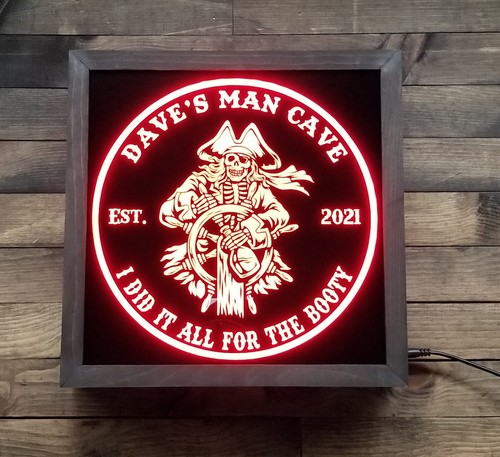 DAVE'S MAN CAVE
EST. 2021
I DID IT ALL FOR THE BOOTY